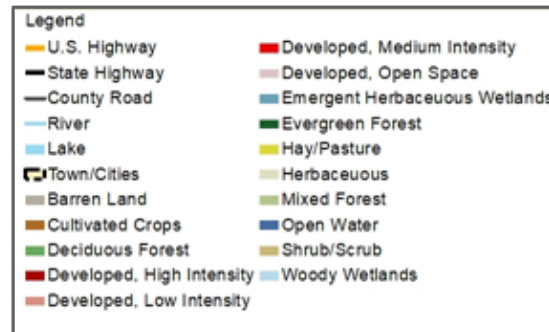 Legend
U.S. Highway
State Highway
County Road
River
Lake
Town/Cities
Barren Land
Cultivated Crops
Deciduous Forest
Developed, High Intensity
Developed, Low Intensity
Developed, Medium Intensity
Developed, Open Space
Emergent Herbaceuous Wetlands
Evergreen Forest
Hay/Pasture
Herbaceuous
Mixed Forest
Open Water
Shrub/Scrub
Woody Wetlands